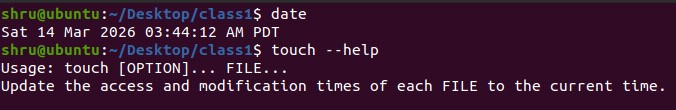 shru@ubuntu:~/Desktop/class1$ date
Sat 14 Mar 2026 03:44:12 AM PDT
shru@ubuntu:~/Desktop/class1$ touch --help
Usage: touch [OPTION]... FILE...
Update the access and modification times of each FILE to the current time.